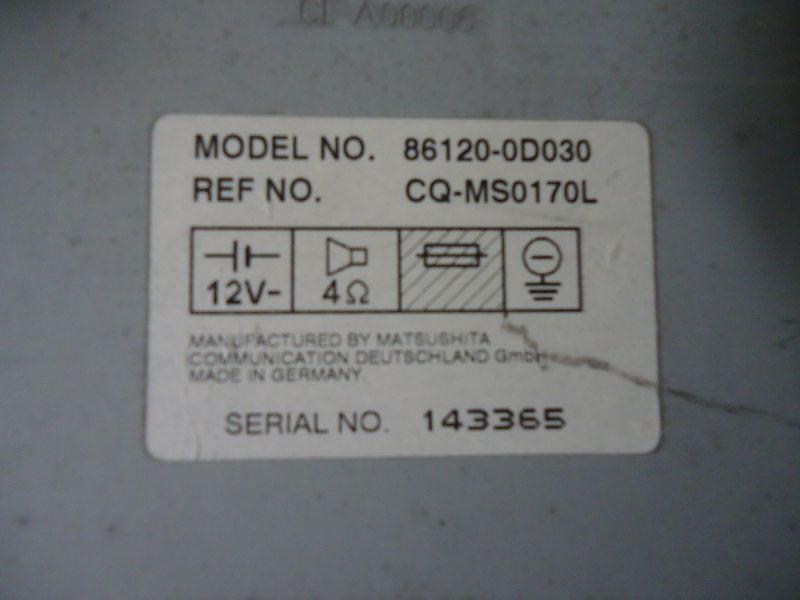 MODEL NO. 86120-0D030
REF NO. CQ-MS0170L
12V- 4Ω
MANUFACTURED BY MATSUSHITA
COMMUNICATION DEUTSCHLAND GmbH
MADE IN GERMANY.
SERIAL NO. 143365